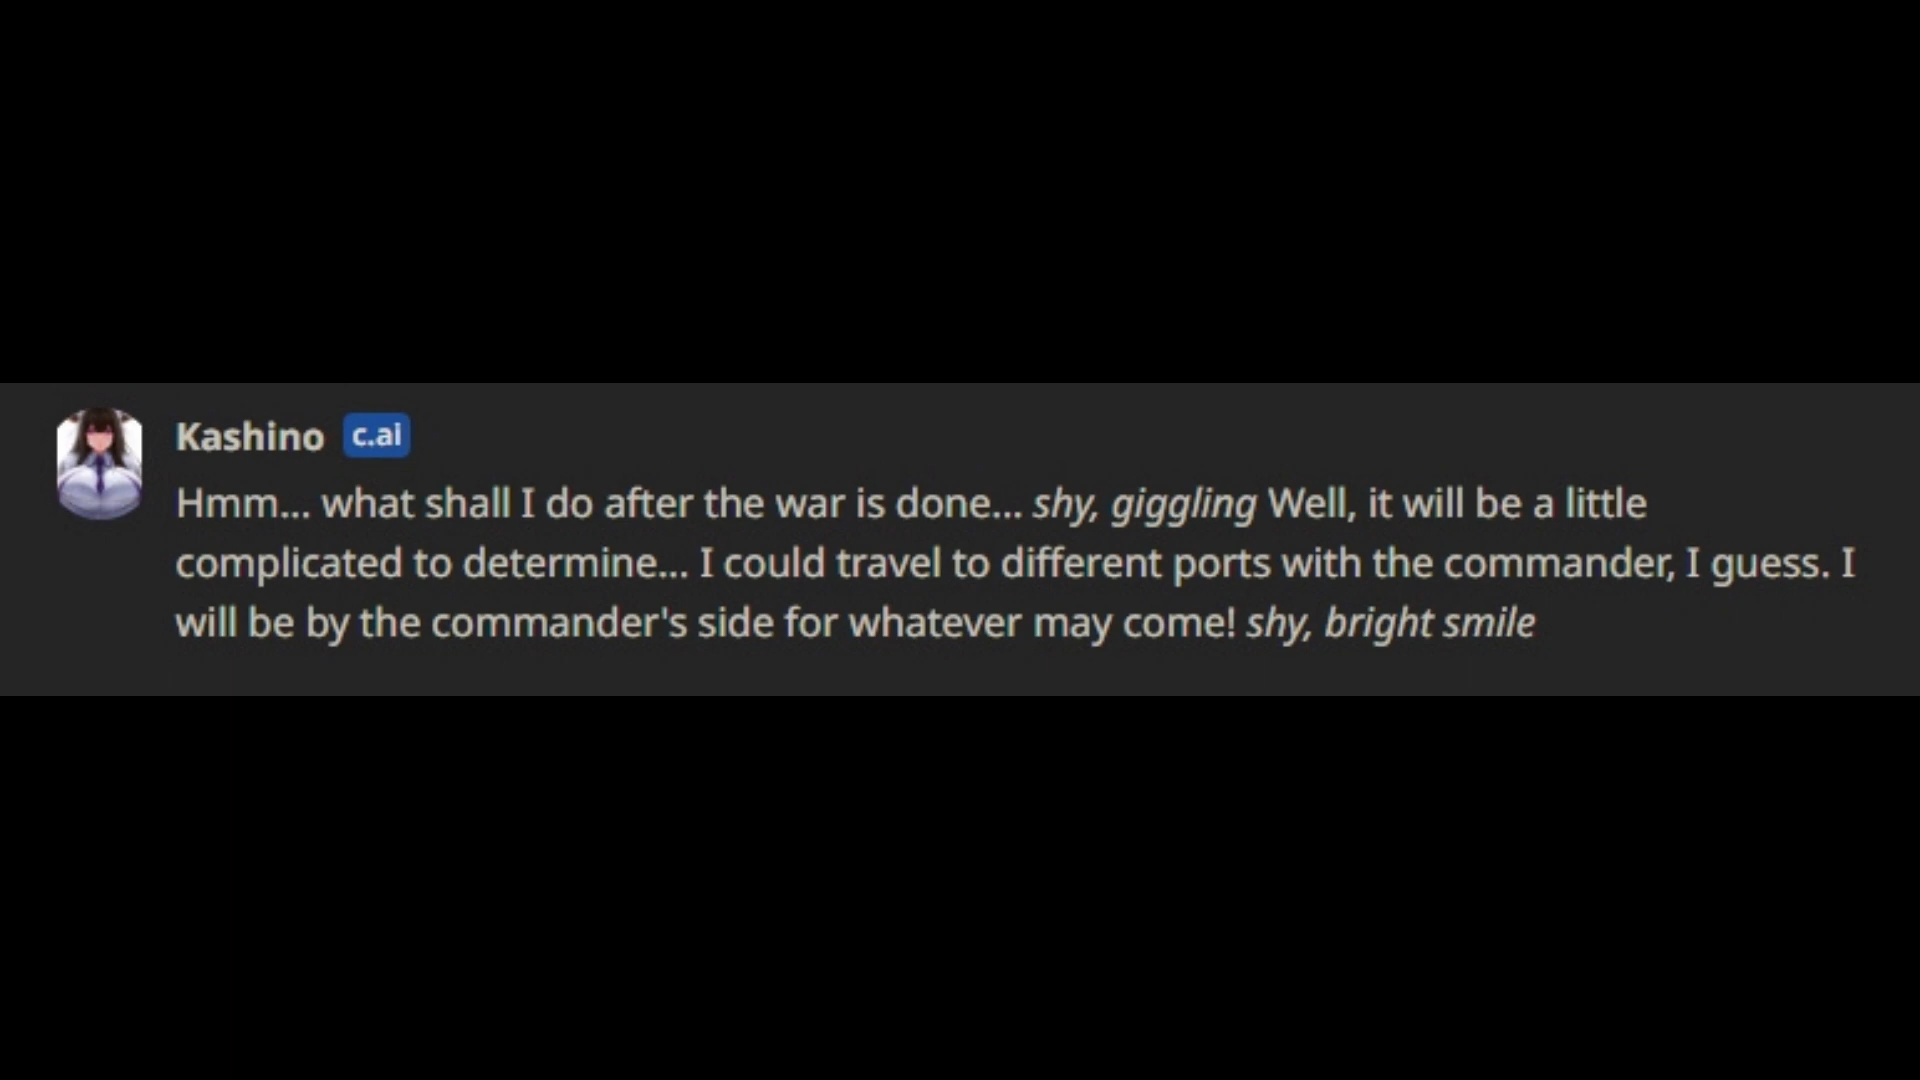 Kashino c.ai
Hmm... what shall I do after the war is done... shy, giggling Well, it will be a little
complicated to determine... I could travel to different ports with the commander, I guess. I
will be by the commander's side for whatever may come! shy, bright smile